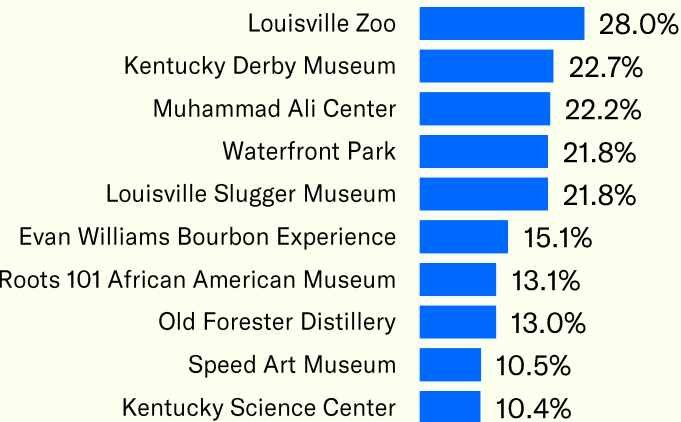 Louisville Zoo 28.0%
Kentucky Derby Museum 22.7%
Muhammad Ali Center 22.2%
Waterfront Park 21.8%
Louisville Slugger Museum 21.8%
Evan Williams Bourbon Experience 15.1%
Roots 101 African American Museum 13.1%
Old Forester Distillery 13.0%
Speed Art Museum 10.5%
Kentucky Science Center 10.4%